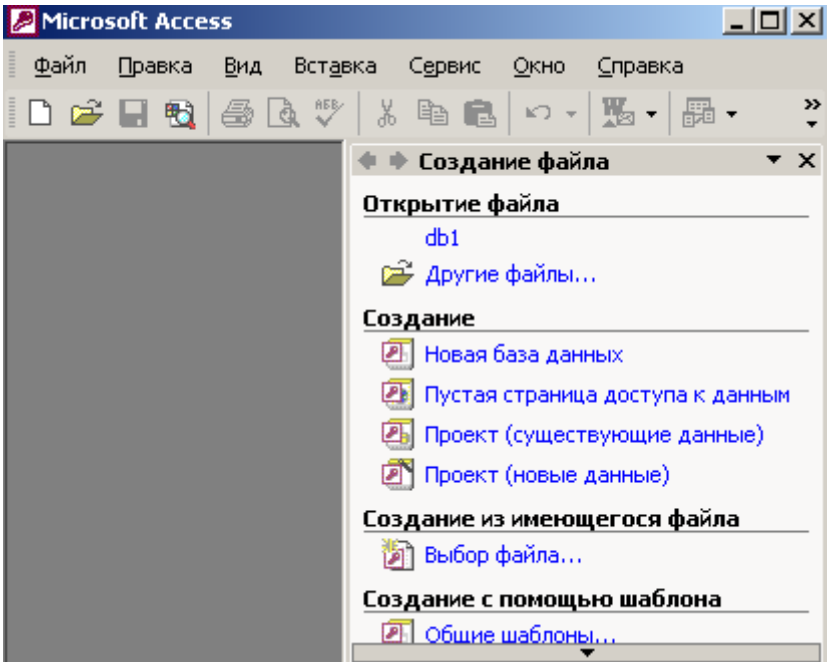 Microsoft Access
Файл Правка Вид Вставка Сервис Окно Справка
Создание файла
Открытие файла
db1
Другие файлы...
Создание
Новая база данных
Пустая страница доступа к данным
Проект (существующие данные)
Проект (новые данные)
Создание из имеющегося файла
Выбор файла...
Создание с помощью шаблона
Общие шаблоны...